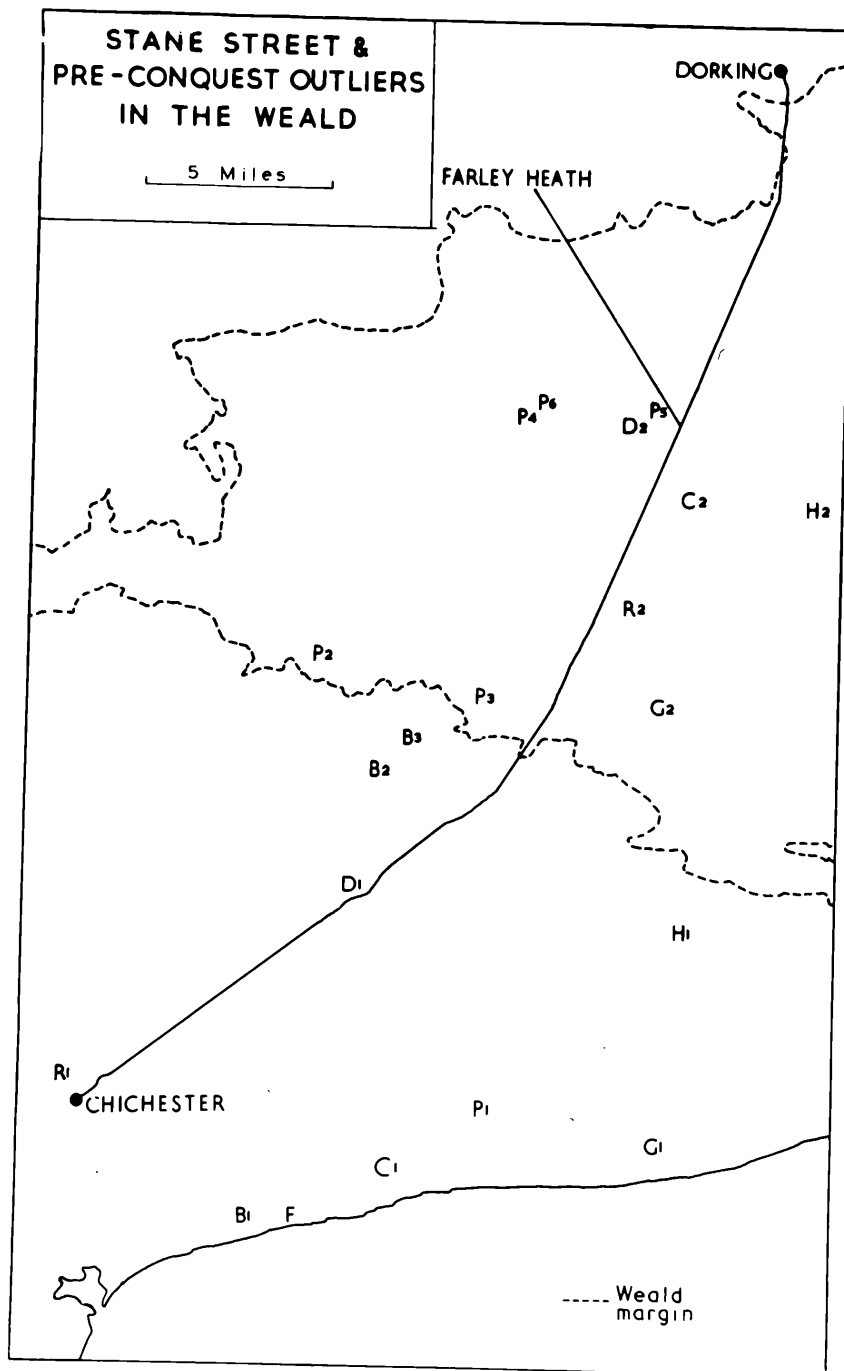 STANE STREET &
PRE-CONQUEST OUTLIERS
IN THE WEALD
5 Miles
DORKING
FARLEY HEATH
P4
P6
D2
P5
C2
H2
R2
P2
P3
G2
B3
B2
D1
H1
R1
CHICHESTER
P1
C1
G1
B1
F
Weald
margin